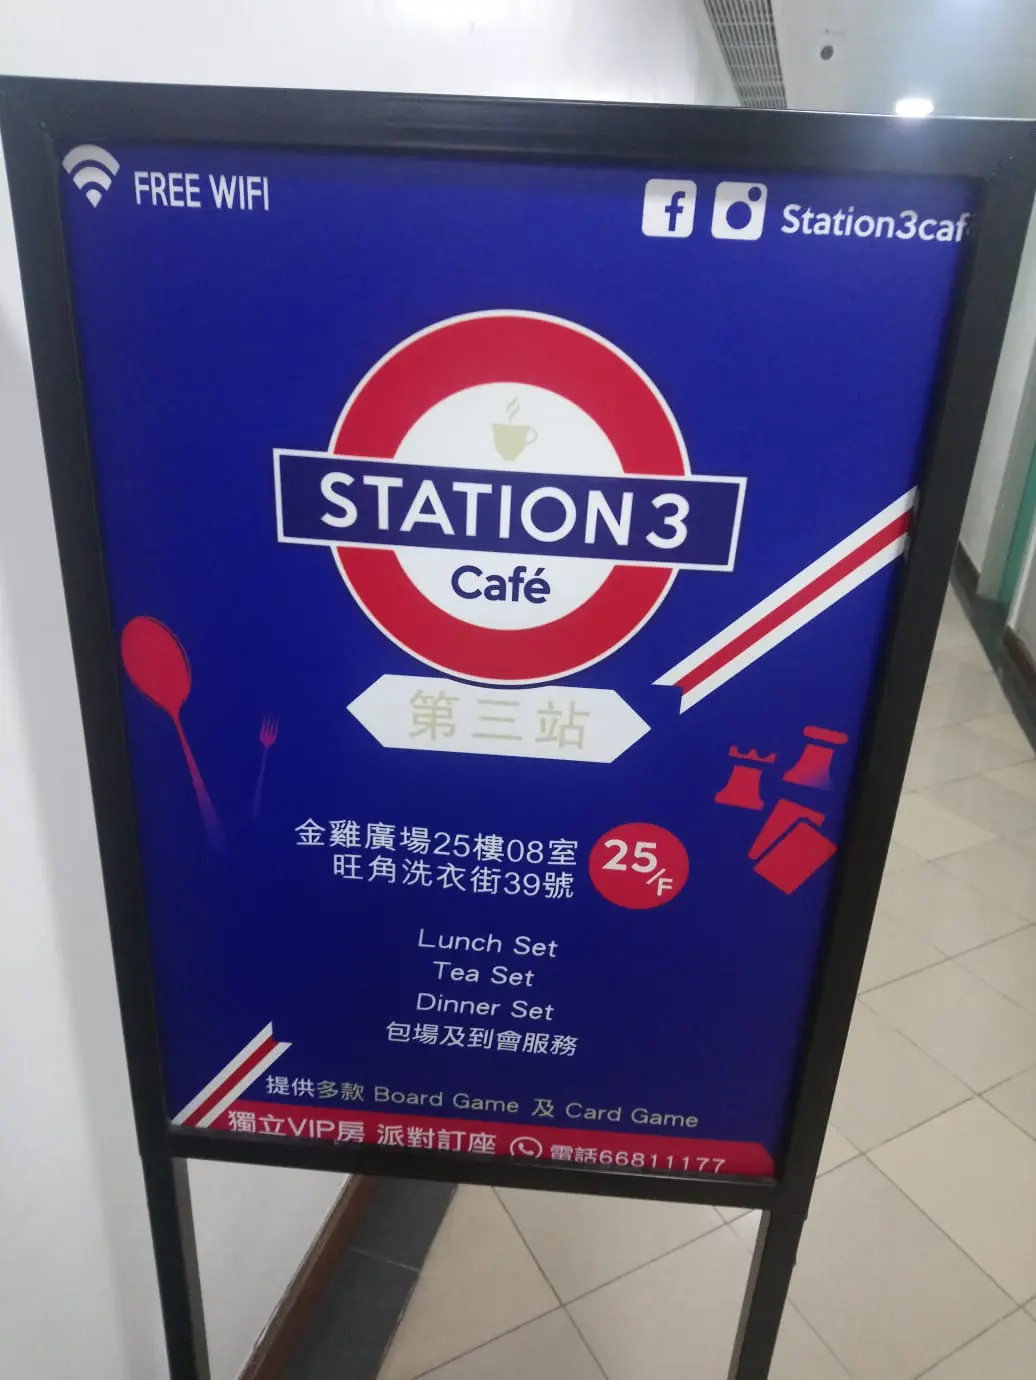 FREE WIFI
Station3caf
STATION 3
Café
第三站
金雞廣場25樓08室
旺角洗衣街39號
25/F
Lunch Set
Tea Set
Dinner Set
包場及到會服務
提供多款 Board Game 及 Card Game
獨立VIP房 派對訂座 電話66811177